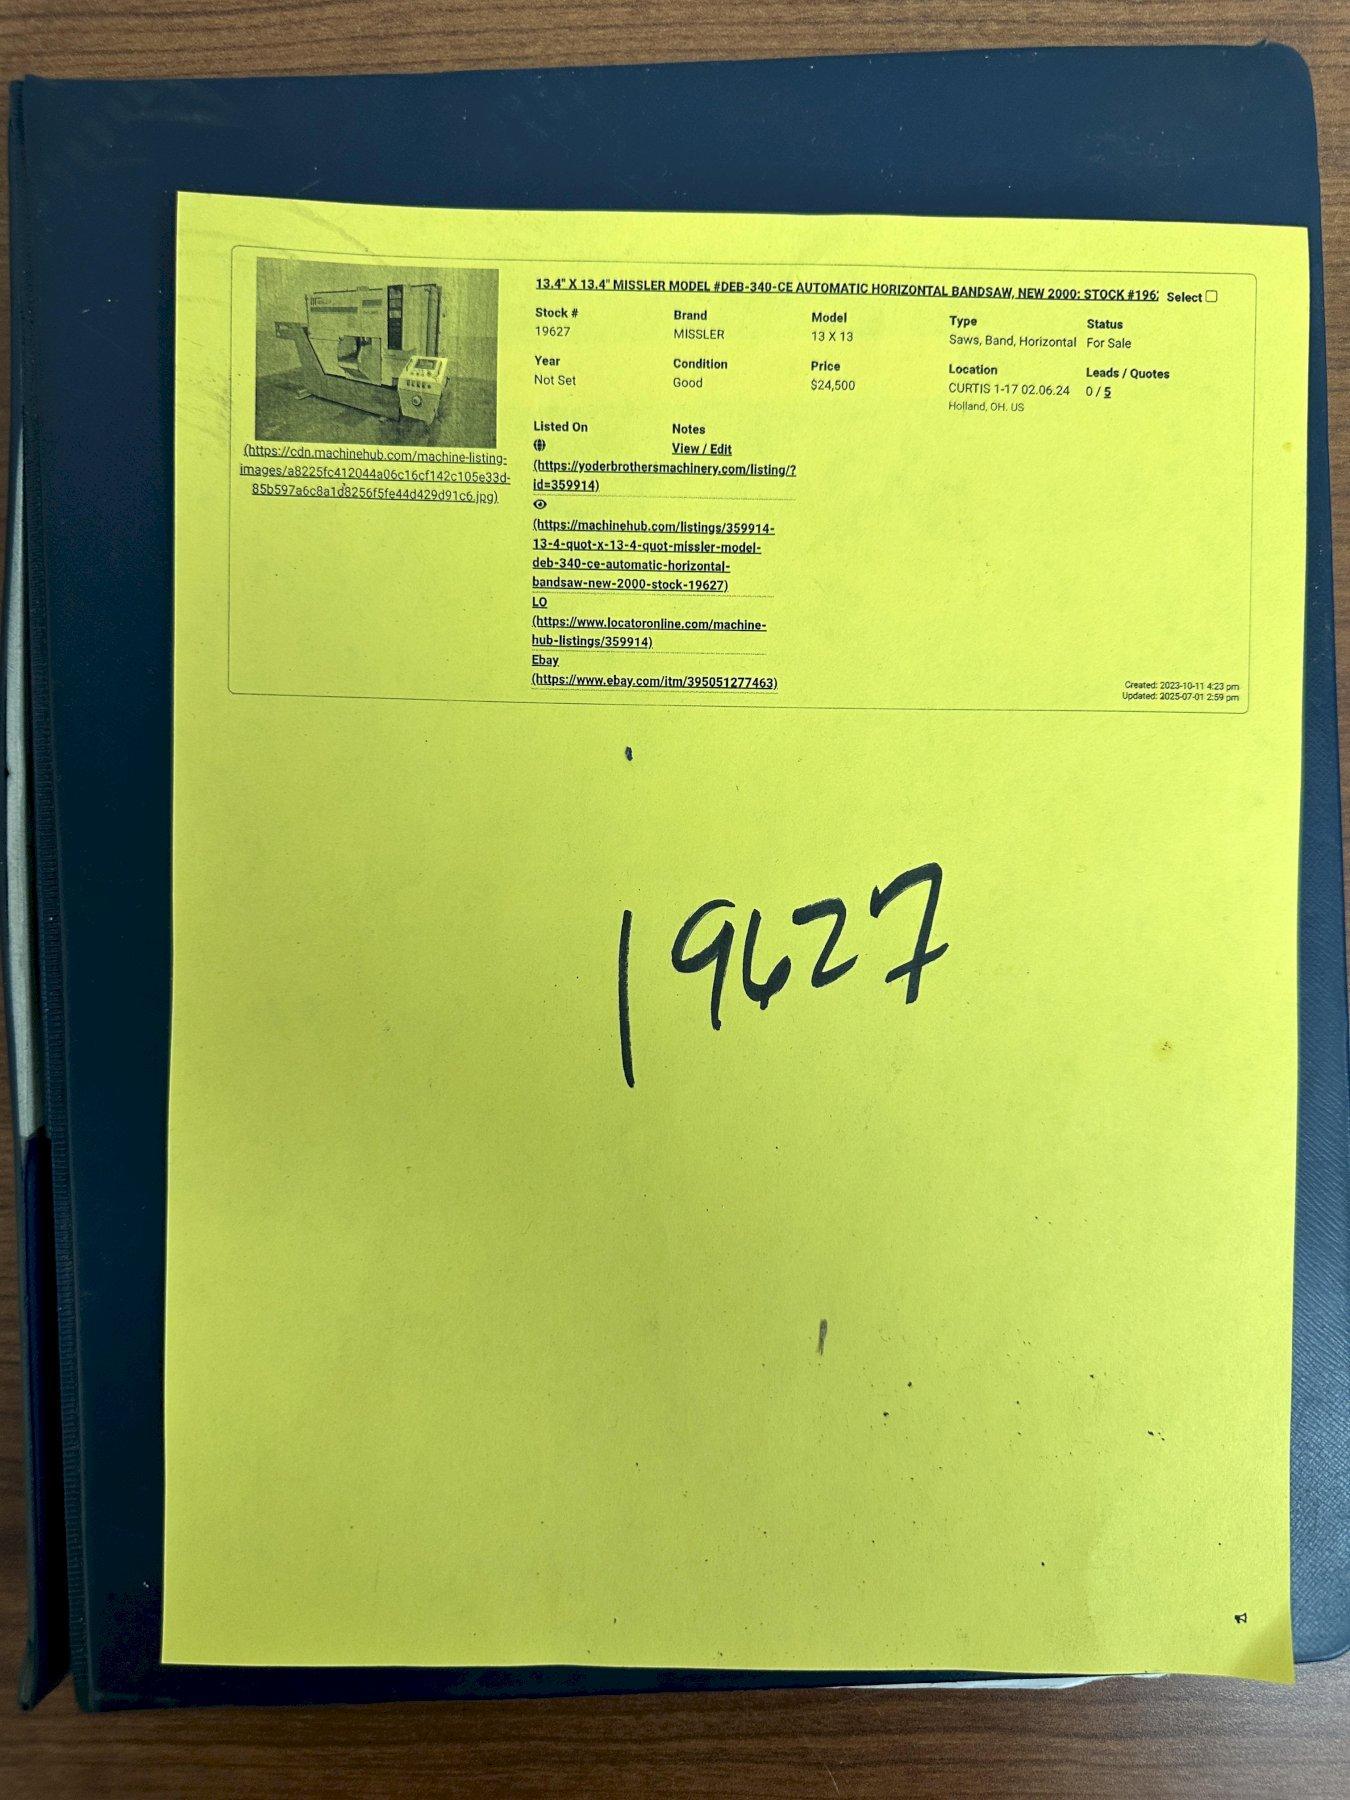 13.4" X 13.4" MISSLER MODEL #DEB-340-CE AUTOMATIC HORIZONTAL BANDSAW, NEW 2000: STOCK #1962 Select
Stock # Brand Model Type Status
19627 MISSLER 13 X 13 Saws, Band, Horizontal For Sale
Year Condition Price Location Leads / Quotes
Not Set Good $24,500 CURTIS 1-17 02.06.24 0 / 5
Holland, OH. US
Listed On Notes
View / Edit
(https://cdn.machinehub.com/machine-listing-
images/a8225fc412044a06c16cf142c105e33d-
85b597a6c8a1d8256f5fe44d429d91c6.jpg)
(https://yoderbrothersmachinery.com/listing/?
id=359914)
(https://machinehub.com/listings/359914-
13-4-quot-x-13-4-quot-missler-model-
deb-340-ce-automatic-horizontal-
bandsaw-new-2000-stock-19627)
LO
(https://www.locatoronline.com/machine-
hub-listings/359914)
Ebay
(https://www.ebay.com/itm/395051277463)
Created: 2023-10-11 4:23 pm
Updated: 2025-07-01 2:59 pm
19627